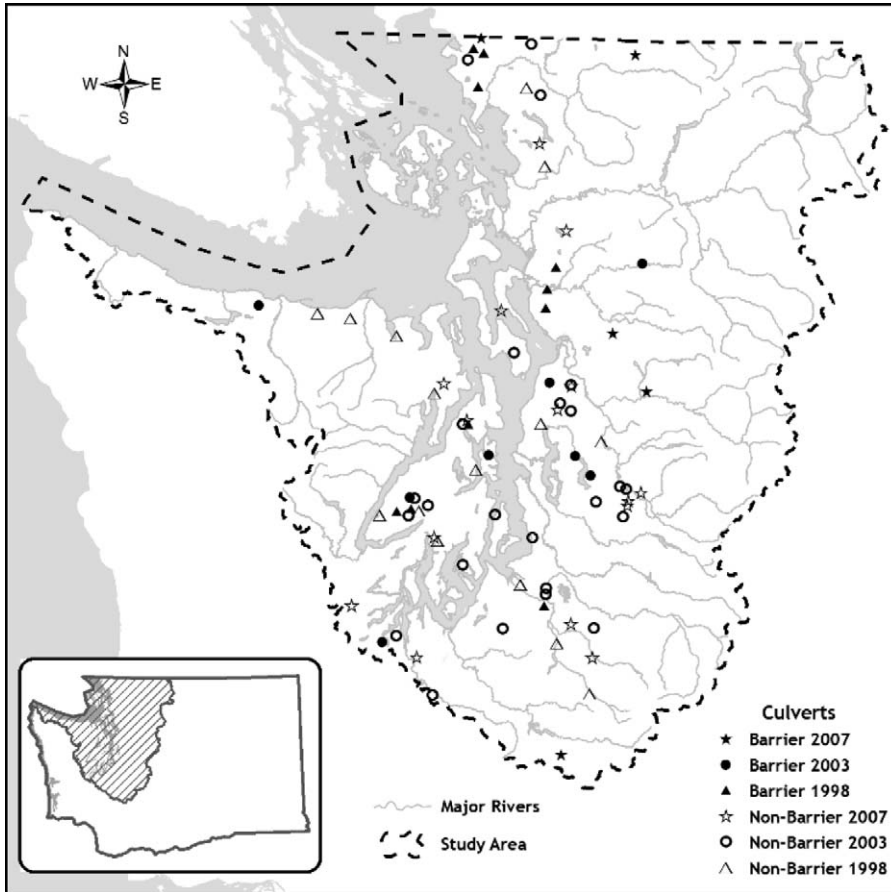 N
W E
S
Culverts
Barrier 2007
Barrier 2003
Barrier 1998
Non-Barrier 2007
Non-Barrier 2003
Non-Barrier 1998
Major Rivers
Study Area